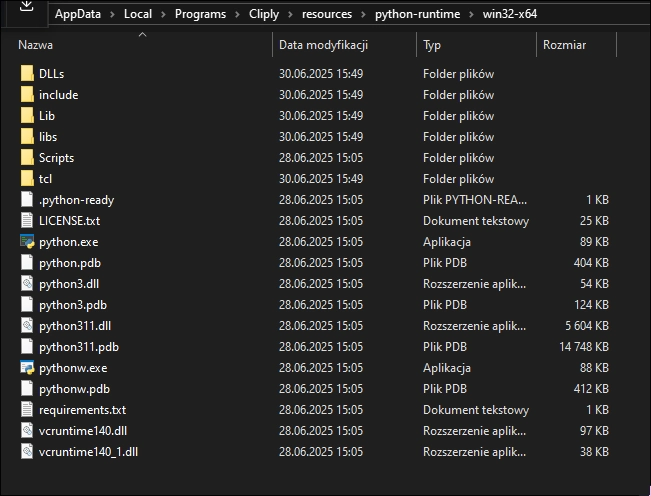 AppData > Local > Programs > Cliply > resources > python-runtime > win32-x64
Nazwa Data modyfikacji Typ Rozmiar
DLLs 30.06.2025 15:49 Folder plików
include 30.06.2025 15:49 Folder plików
Lib 30.06.2025 15:49 Folder plików
libs 30.06.2025 15:49 Folder plików
Scripts 28.06.2025 15:05 Folder plików
tcl 30.06.2025 15:49 Folder plików
.python-ready 28.06.2025 15:05 Plik PYTHON-REA... 1 KB
LICENSE.txt 28.06.2025 15:05 Dokument tekstowy 25 KB
python.exe 28.06.2025 15:05 Aplikacja 89 KB
python.pdb 28.06.2025 15:05 Plik PDB 404 KB
python3.dll 28.06.2025 15:05 Rozszerzenie aplik... 54 KB
python3.pdb 28.06.2025 15:05 Plik PDB 124 KB
python311.dll 28.06.2025 15:05 Rozszerzenie aplik... 5 604 KB
python311.pdb 28.06.2025 15:05 Plik PDB 14 748 KB
pythonw.exe 28.06.2025 15:05 Aplikacja 88 KB
pythonw.pdb 28.06.2025 15:05 Plik PDB 412 KB
requirements.txt 28.06.2025 15:05 Dokument tekstowy 1 KB
vcruntime140.dll 28.06.2025 15:05 Rozszerzenie aplik... 97 KB
vcruntime140_1.dll 28.06.2025 15:05 Rozszerzenie aplik... 38 KB